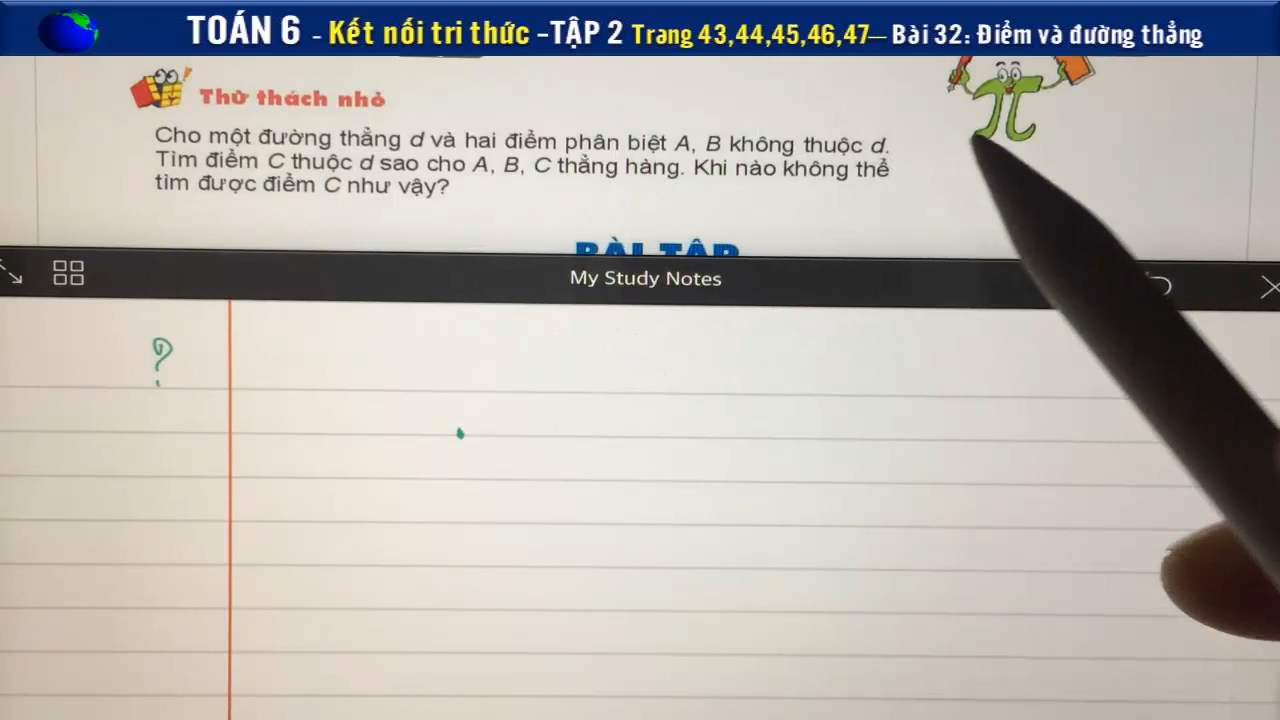 TOÁN 6 - Kết nối tri thức -TẬP 2 Trang 43,44,45,46,47— Bài 32: Điểm và đường thẳng
Thử thách nhỏ
Cho một đường thẳng d và hai điểm phân biệt A, B không thuộc d.
Tìm điểm C thuộc d sao cho A, B, C thẳng hàng. Khi nào không thể
tìm được điểm C như vậy?
BÀI TẬP
My Study Notes
?